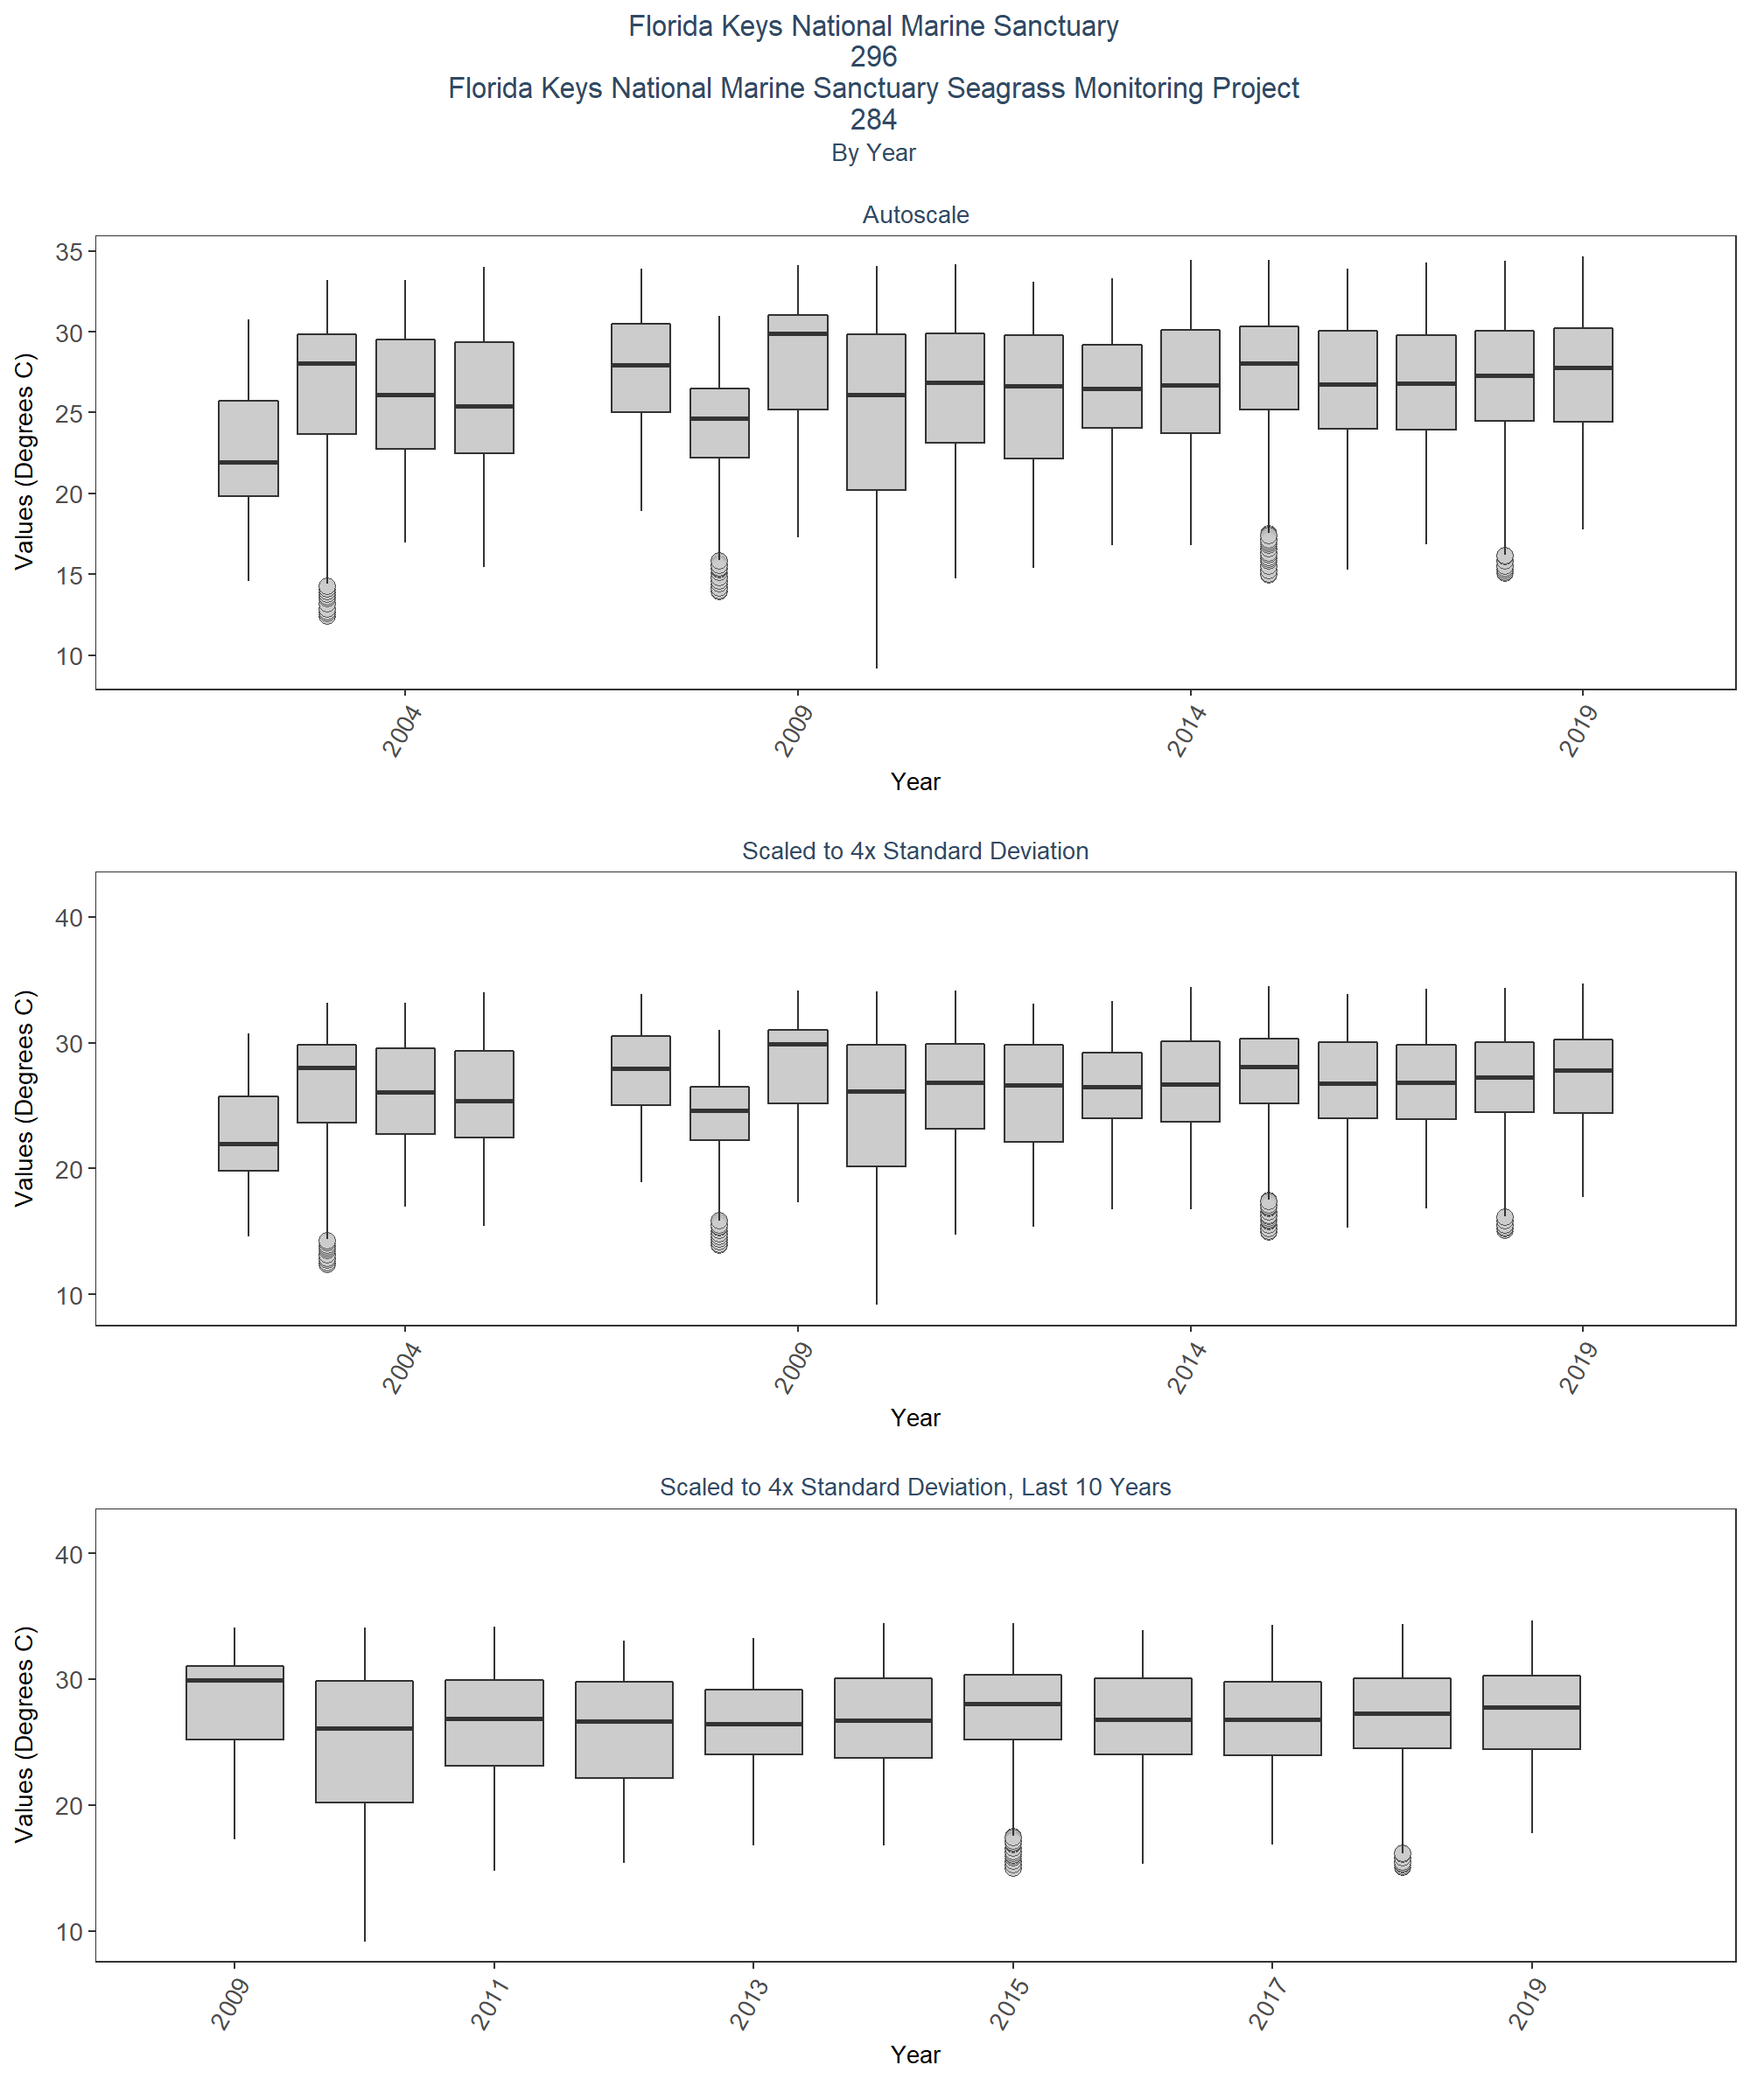 Florida Keys National Marine Sanctuary
296
Florida Keys National Marine Sanctuary Seagrass Monitoring Project
284
By Year
Autoscale
Values (Degrees C)
35
30
25
20
15
10
2004
2009
2014
2019
Year
Scaled to 4x Standard Deviation
Values (Degrees C)
40
30
20
10
2004
2009
2014
2019
Year
Scaled to 4x Standard Deviation, Last 10 Years
Values (Degrees C)
40
30
20
10
2009
2011
2013
2015
2017
2019
Year